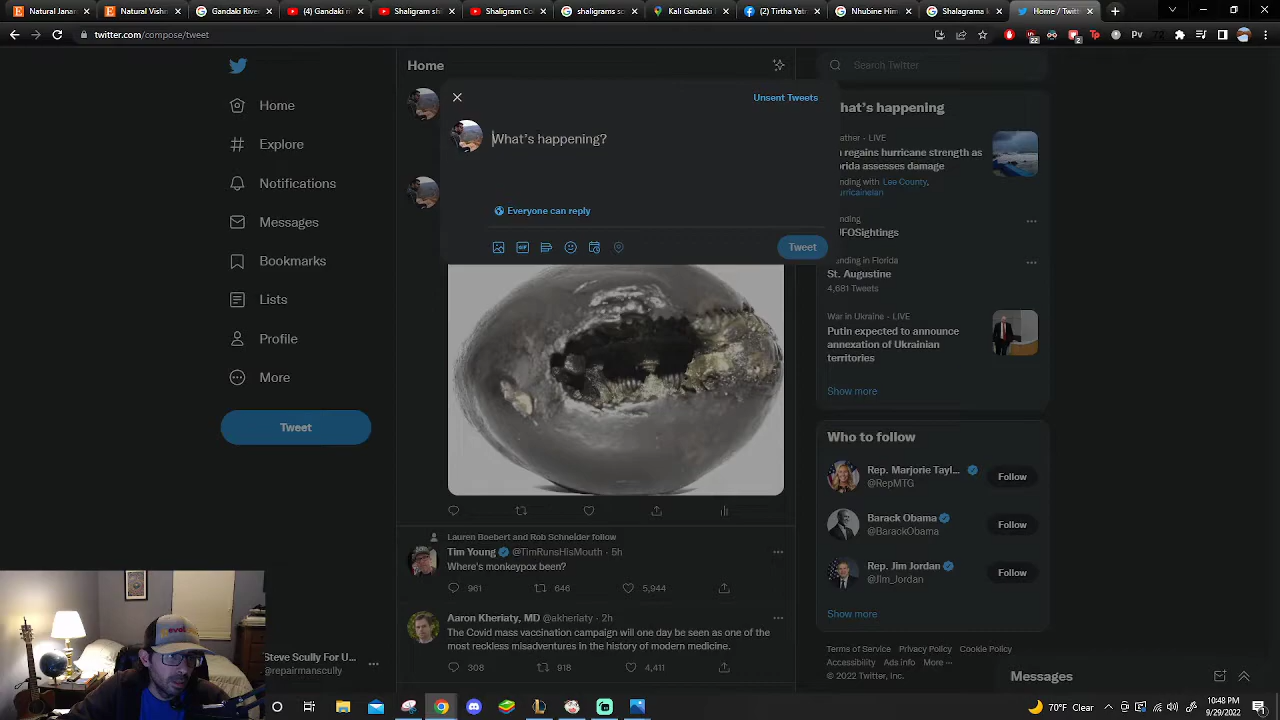 Natural Jana
Natural Vishn
Gandaki River
(2) Gandaki r
Shaligram sh
Shaligram Co
shaligrams so
Kali Gandaki
(2) Tirtha Yat
Nhubine Him
Shalagrama
Home / Twitt
twitter.com/compose/tweet
Home
Search Twitter
Home
Explore
Notifications
Messages
Bookmarks
Lists
Profile
More
Tweet
Unsent Tweets
What's happening?
Everyone can reply
Tweet
hat's happening
ather - LIVE
n regains hurricane strength as
rida assesses damage
nding with Lee County,
urricaineian
nding
FOSightings
nding in Florida
St. Augustine
4,681 Tweets
War in Ukraine - LIVE
Putin expected to announce
annexation of Ukrainian
territories
Show more
Who to follow
Rep. Marjorie Tayl...
@RepMTG
Follow
Barack Obama
@BarackObama
Follow
Rep. Jim Jordan
@Jim_Jordan
Follow
Show more
Terms of Service Privacy Policy Cookie Policy
Accessibility Ads info More ...
© 2022 Twitter, Inc.
Lauren Boebert and Rob Schneider follow
Tim Young @TimRunsHisMouth · 5h
Where's monkeypox been?
961 646 5,944
Aaron Kheriaty, MD @akheriaty · 2h
The Covid mass vaccination campaign will one day be seen as one of the
most reckless misadventures in the history of modern medicine.
308 918 4,411
Steve Scully For U...
@repairmanscully
Messages
70°F Clear
10:48 PM
9/29/2022